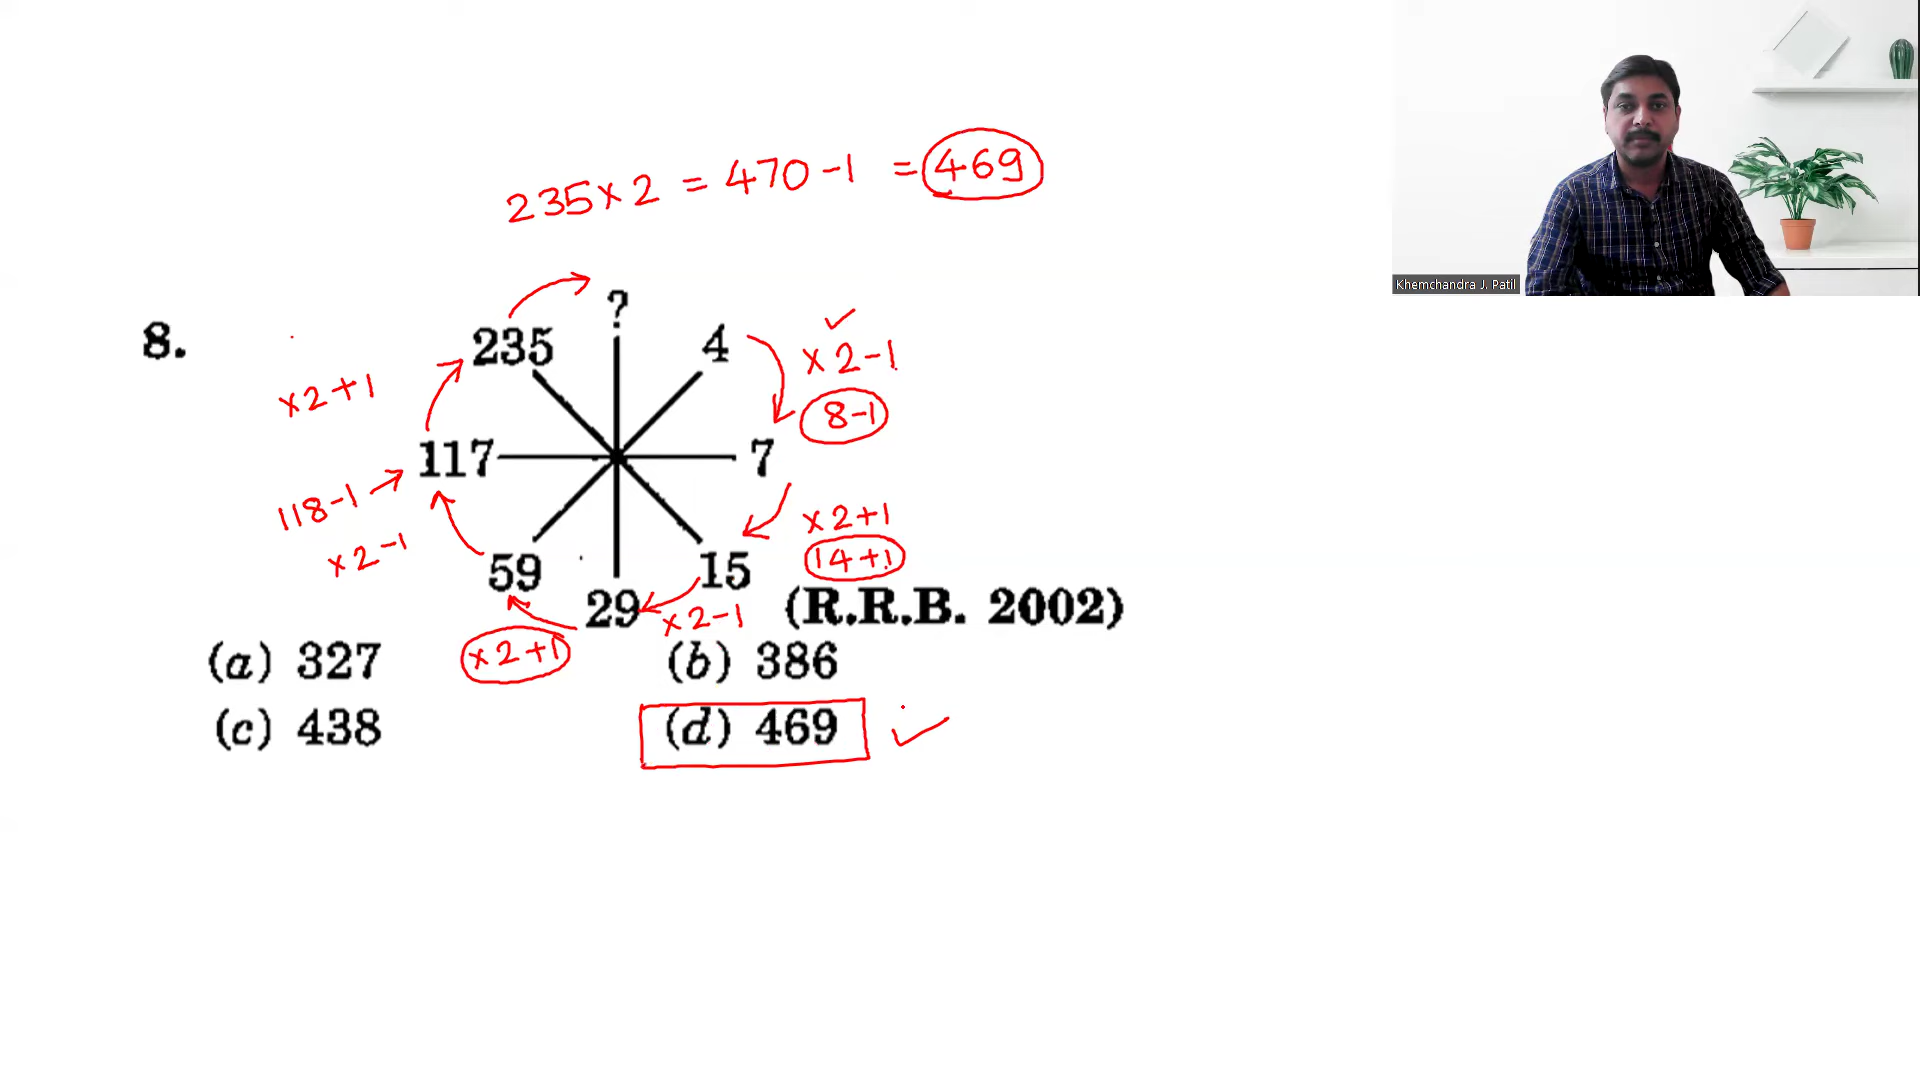 235×2 = 470-1 = 469
Khemchandra J. Patil
?
8.
235
4
×2-1
×2+1
8-1
117
7
118-1
×2+1
×2-1
14+1
59
15
29
×2-1
(R.R.B. 2002)
×2+1
(a) 327
(b) 386
(c) 438
(d) 469